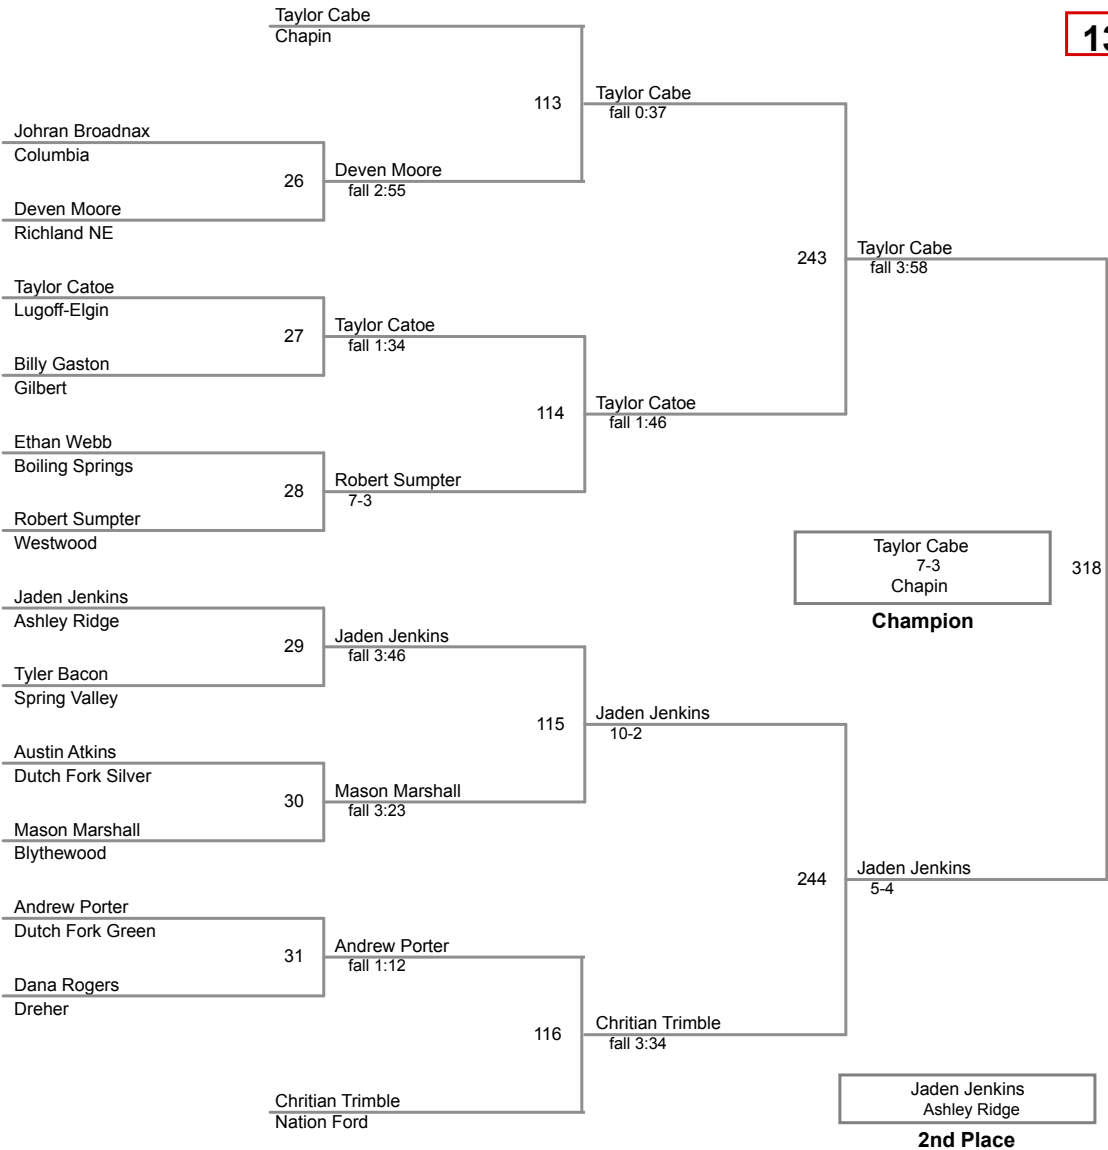 Taylor Cabe
Chapin
13
113
Taylor Cabe
fall 0:37
Johran Broadnax
Columbia
26
Deven Moore
fall 2:55
Deven Moore
Richland NE
243
Taylor Cabe
fall 3:58
Taylor Catoe
Lugoff-Elgin
27
Taylor Catoe
fall 1:34
Billy Gaston
Gilbert
114
Taylor Catoe
fall 1:46
Ethan Webb
Boiling Springs
28
Robert Sumpter
7-3
Robert Sumpter
Westwood
Taylor Cabe
7-3
Chapin
318
Champion
Jaden Jenkins
Ashley Ridge
29
Jaden Jenkins
fall 3:46
Tyler Bacon
Spring Valley
115
Jaden Jenkins
10-2
Austin Atkins
Dutch Fork Silver
30
Mason Marshall
fall 3:23
Mason Marshall
Blythewood
244
Jaden Jenkins
5-4
Andrew Porter
Dutch Fork Green
31
Andrew Porter
fall 1:12
Dana Rogers
Dreher
116
Chritian Trimble
fall 3:34
Chritian Trimble
Nation Ford
Jaden Jenkins
Ashley Ridge
2nd Place